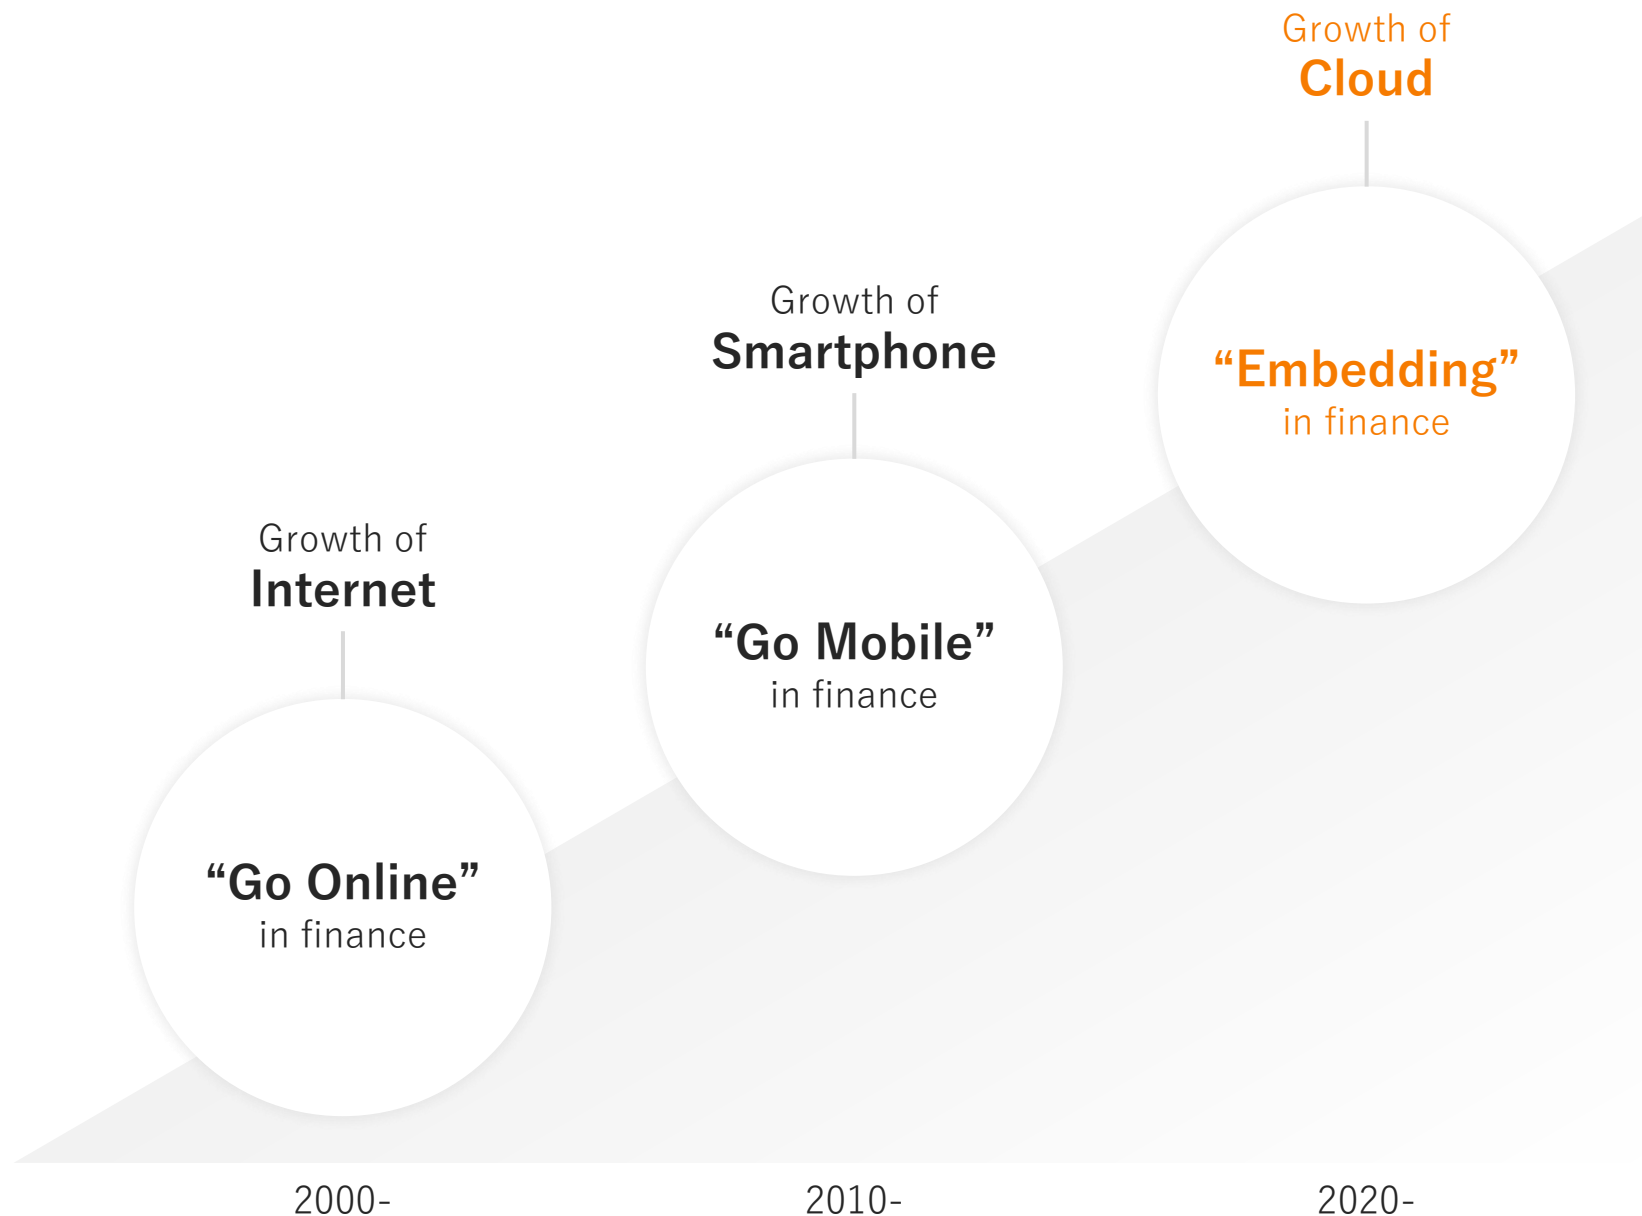 Growth of
Cloud
“Embedding”
in finance
Growth of
Smartphone
“Go Mobile”
in finance
Growth of
Internet
“Go Online”
in finance
2000-
2010-
2020-